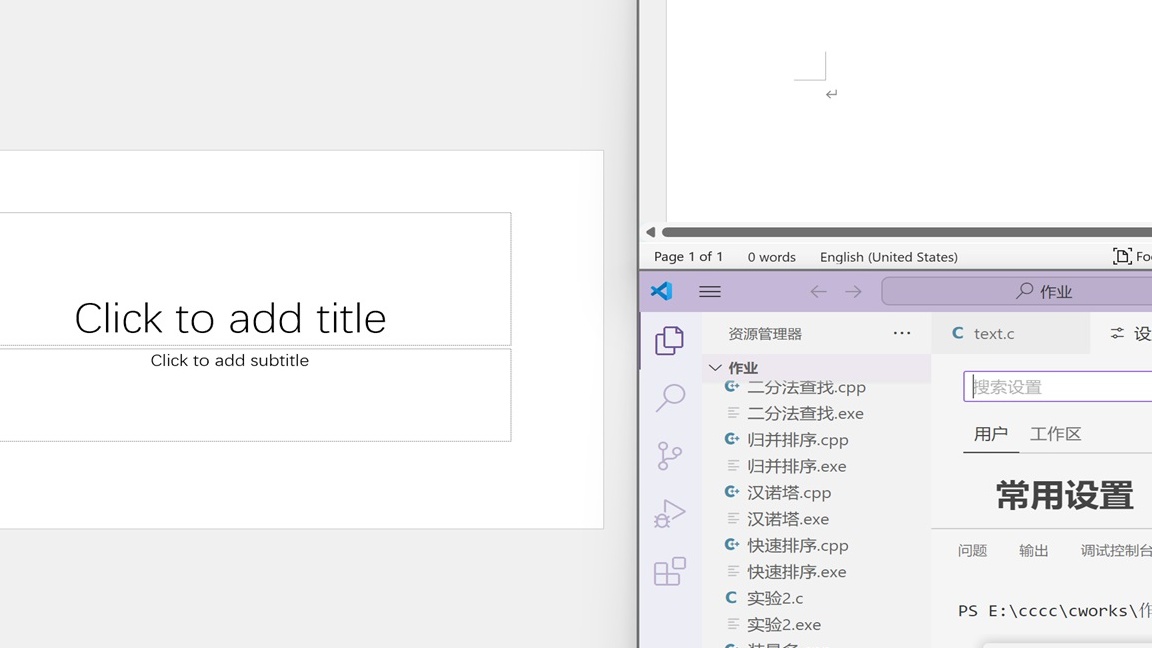 Click to add title
Click to add subtitle
Page 1 of 1 0 words English (United States)
作业
资源管理器 ···
C text.c
作业
二分法查找.cpp
二分法查找.exe
归并排序.cpp
归并排序.exe
汉诺塔.cpp
汉诺塔.exe
快速排序.cpp
快速排序.exe
C 实验2.c
实验2.exe
搜索设置
用户 工作区
常用设置
问题 输出 调试控制台
PS E:\cccc\cworks\作